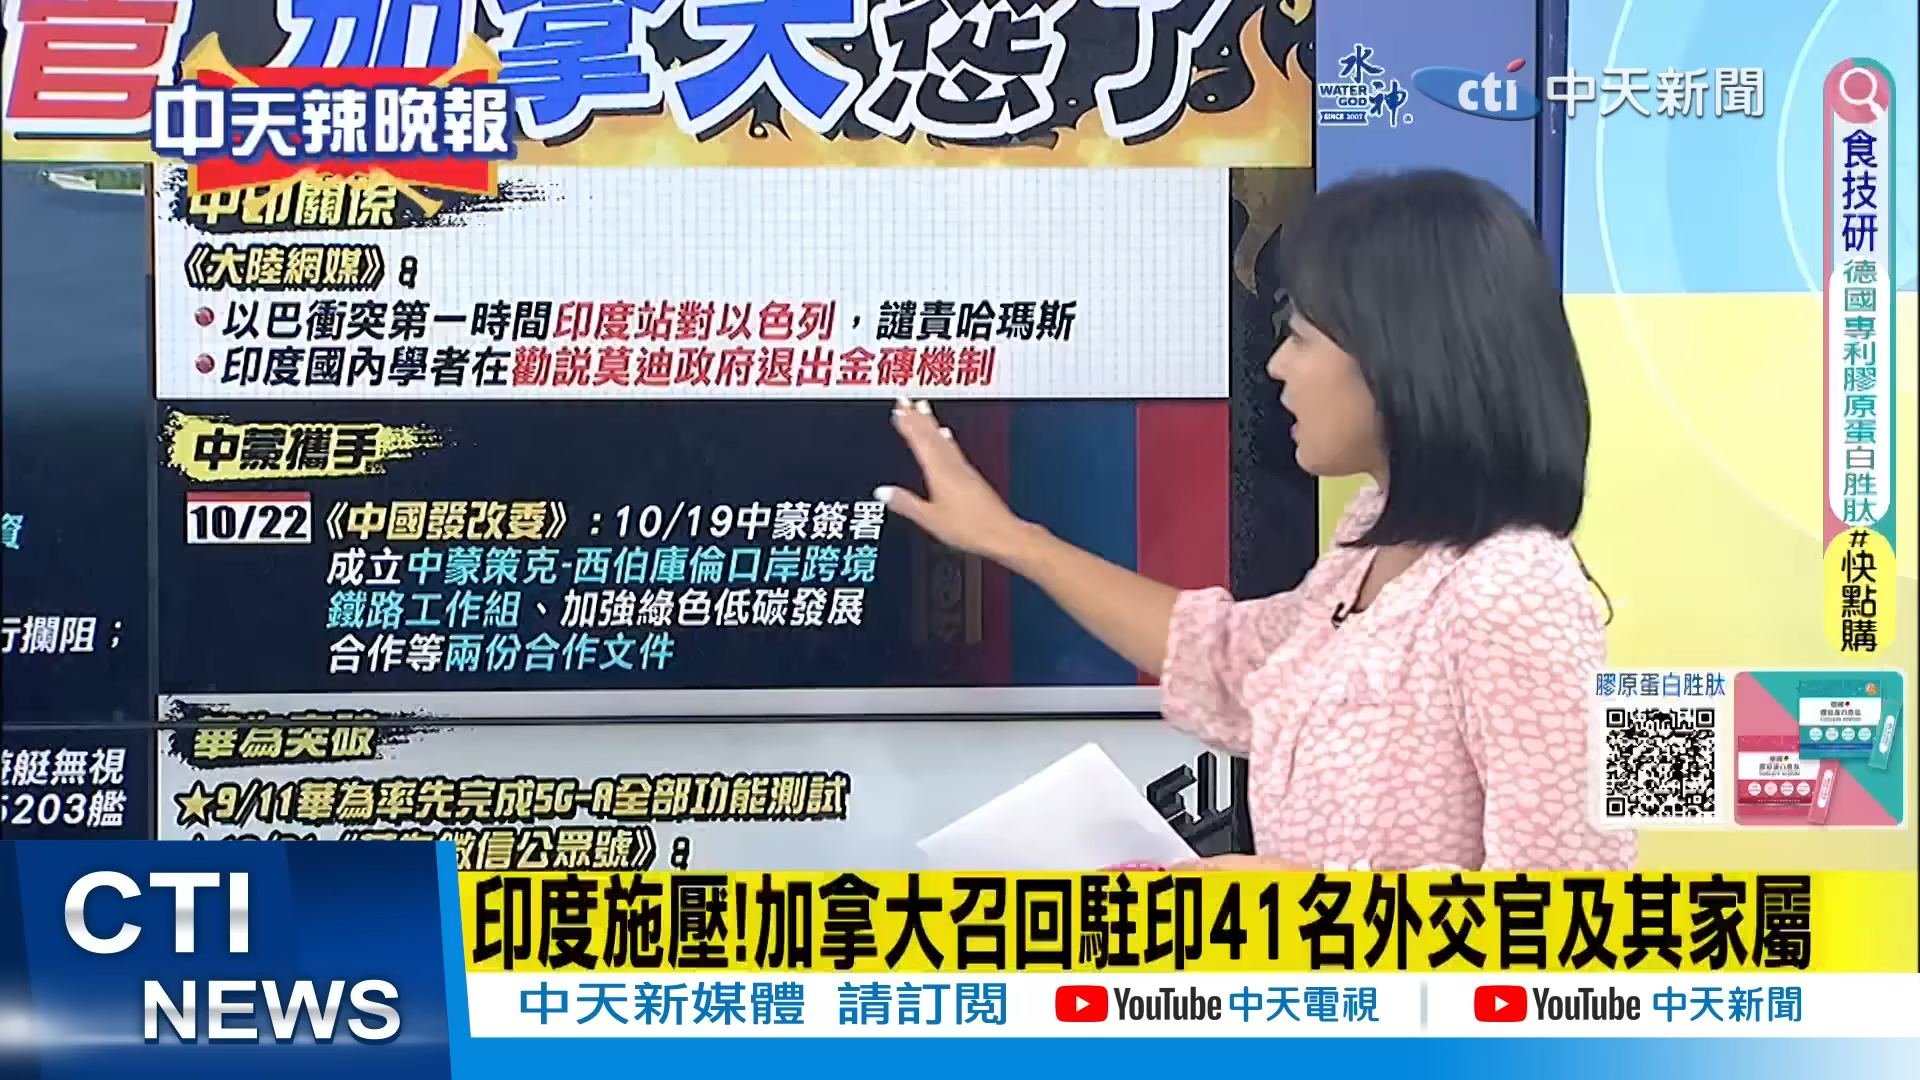 官 加拿大怒了
中天辣晚報
水神
WATER GOD
SINCE 2007
cti 中天新聞
中印關係
《大陸網媒》:
以巴衝突第一時間印度站對以色列，譴責哈瑪斯
印度國內學者在勸說莫迪政府退出金磚機制
中蒙攜手
10/22 《中國發改委》:10/19中蒙簽署
成立中蒙策克-西伯庫倫口岸跨境
鐵路工作組、加強綠色低碳發展
合作等兩份合作文件
資
行攔阻；
艇無視
5203艦
華為突破
★9/11華為率先完成5G-A全部功能測試
微信公眾號》:
食技研
德國專利膠原蛋白胜肽
#快點購
膠原蛋白胜肽
CTI NEWS
印度施壓!加拿大召回駐印41名外交官及其家屬
中天新媒體 請訂閱 YouTube 中天電視 | YouTube 中天新聞